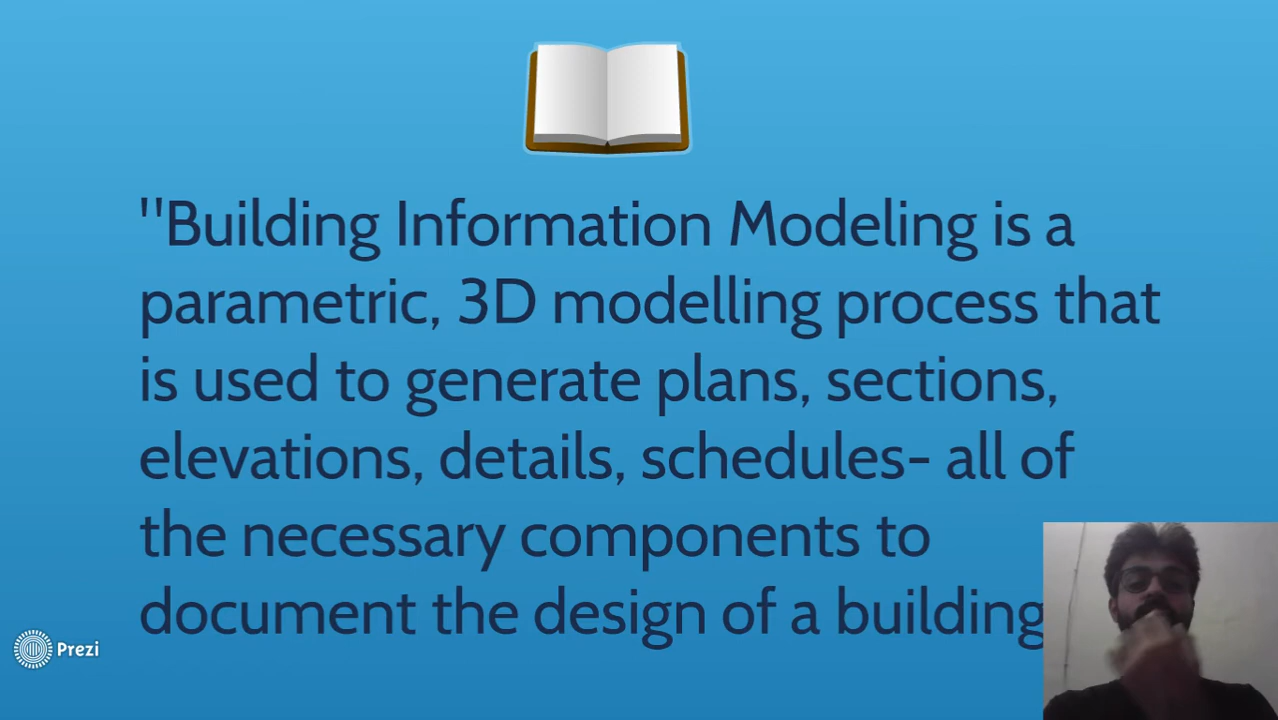 "Building Information Modeling is a
parametric, 3D modelling process that
is used to generate plans, sections,
elevations, details, schedules- all of
the necessary components to
document the design of a building
Prezi